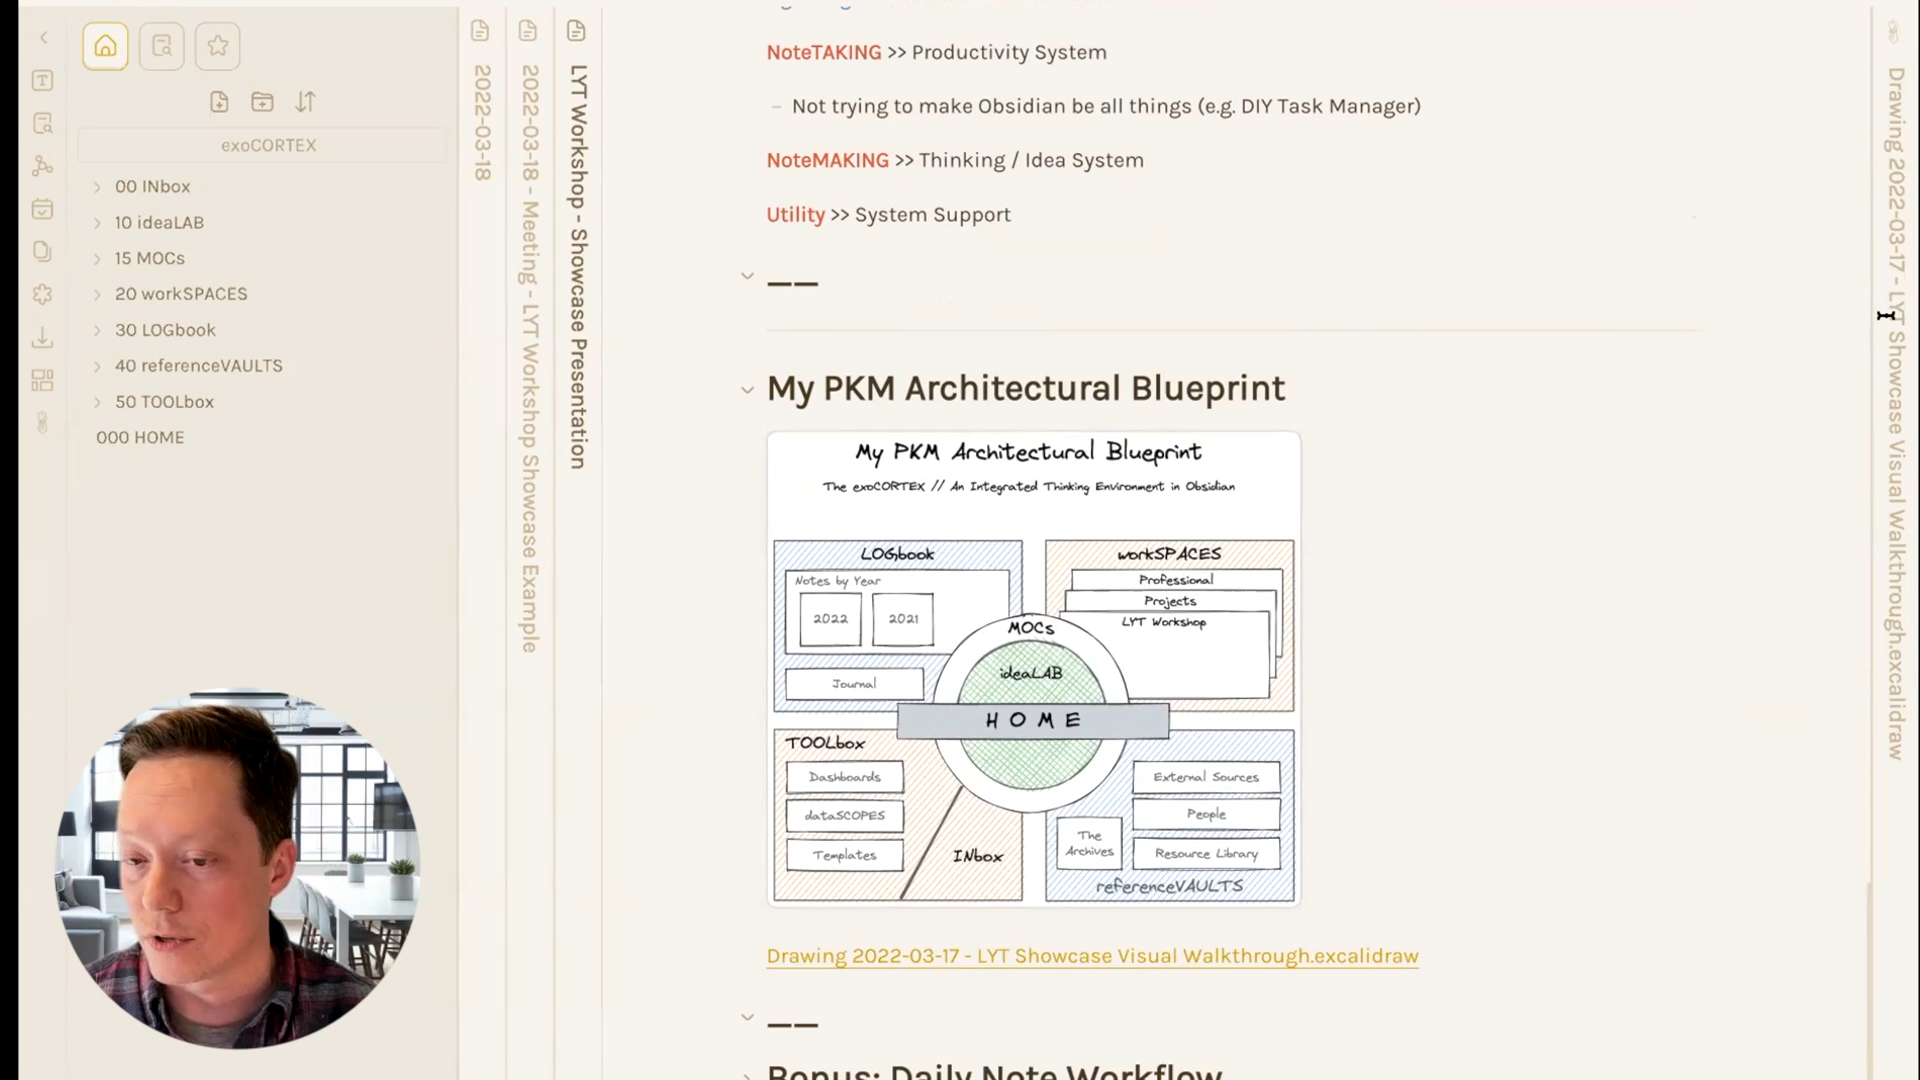 exoCORTEX
00 INbox
10 ideaLAB
15 MOCs
20 workSPACES
30 LOGbook
40 referenceVAULTS
50 TOOLbox
000 HOME
2022-03-18
2022-03-18 - Meeting - LYT Workshop Showcase Example
LYT Workshop - Showcase Presentation
NoteTAKING >> Productivity System
– Not trying to make Obsidian be all things (e.g. DIY Task Manager)
NoteMAKING >> Thinking / Idea System
Utility >> System Support
——
My PKM Architectural Blueprint
My PKM Architectural Blueprint
The exoCORTEX // An Integrated Thinking Environment in Obsidian
LOGbook
Notes by Year
2022
2021
Journal
workSPACES
Professional
Projects
LYT Workshop
MOCs
ideaLAB
HOME
TOOLbox
Dashboards
dataSCOPES
Templates
INbox
External Sources
People
The
Archives
Resource Library
referenceVAULTS
Drawing 2022-03-17 - LYT Showcase Visual Walkthrough.excalidraw
——
Bonus: Daily Note Workflow
Drawing 2022-03-17 - LYT Showcase Visual Walkthrough.excalidraw